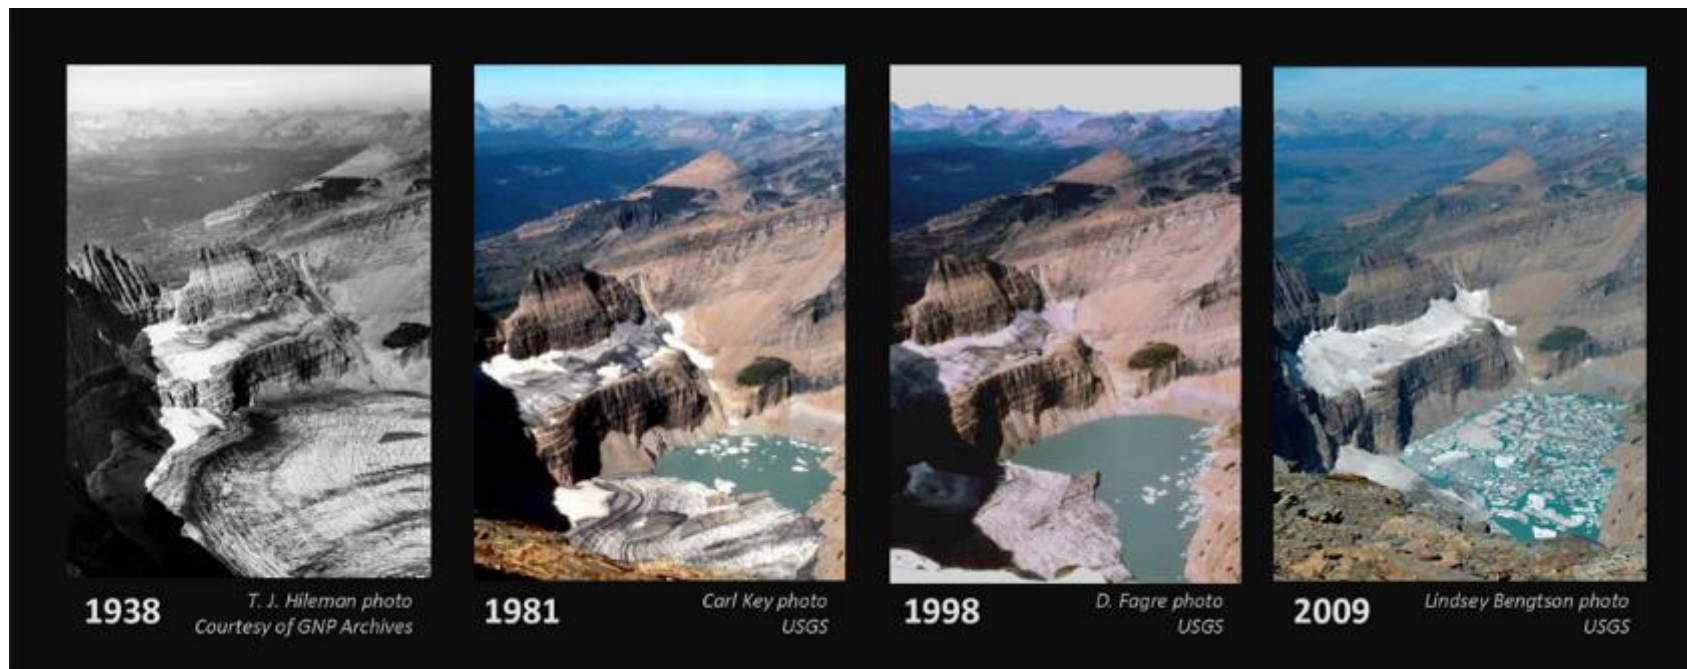 1938
T. J. Hileman photo
Courtesy of GNP Archives
1981
Carl Key photo
USGS
1998
D. Fagre photo
USGS
2009
Lindsey Bengtson photo
USGS